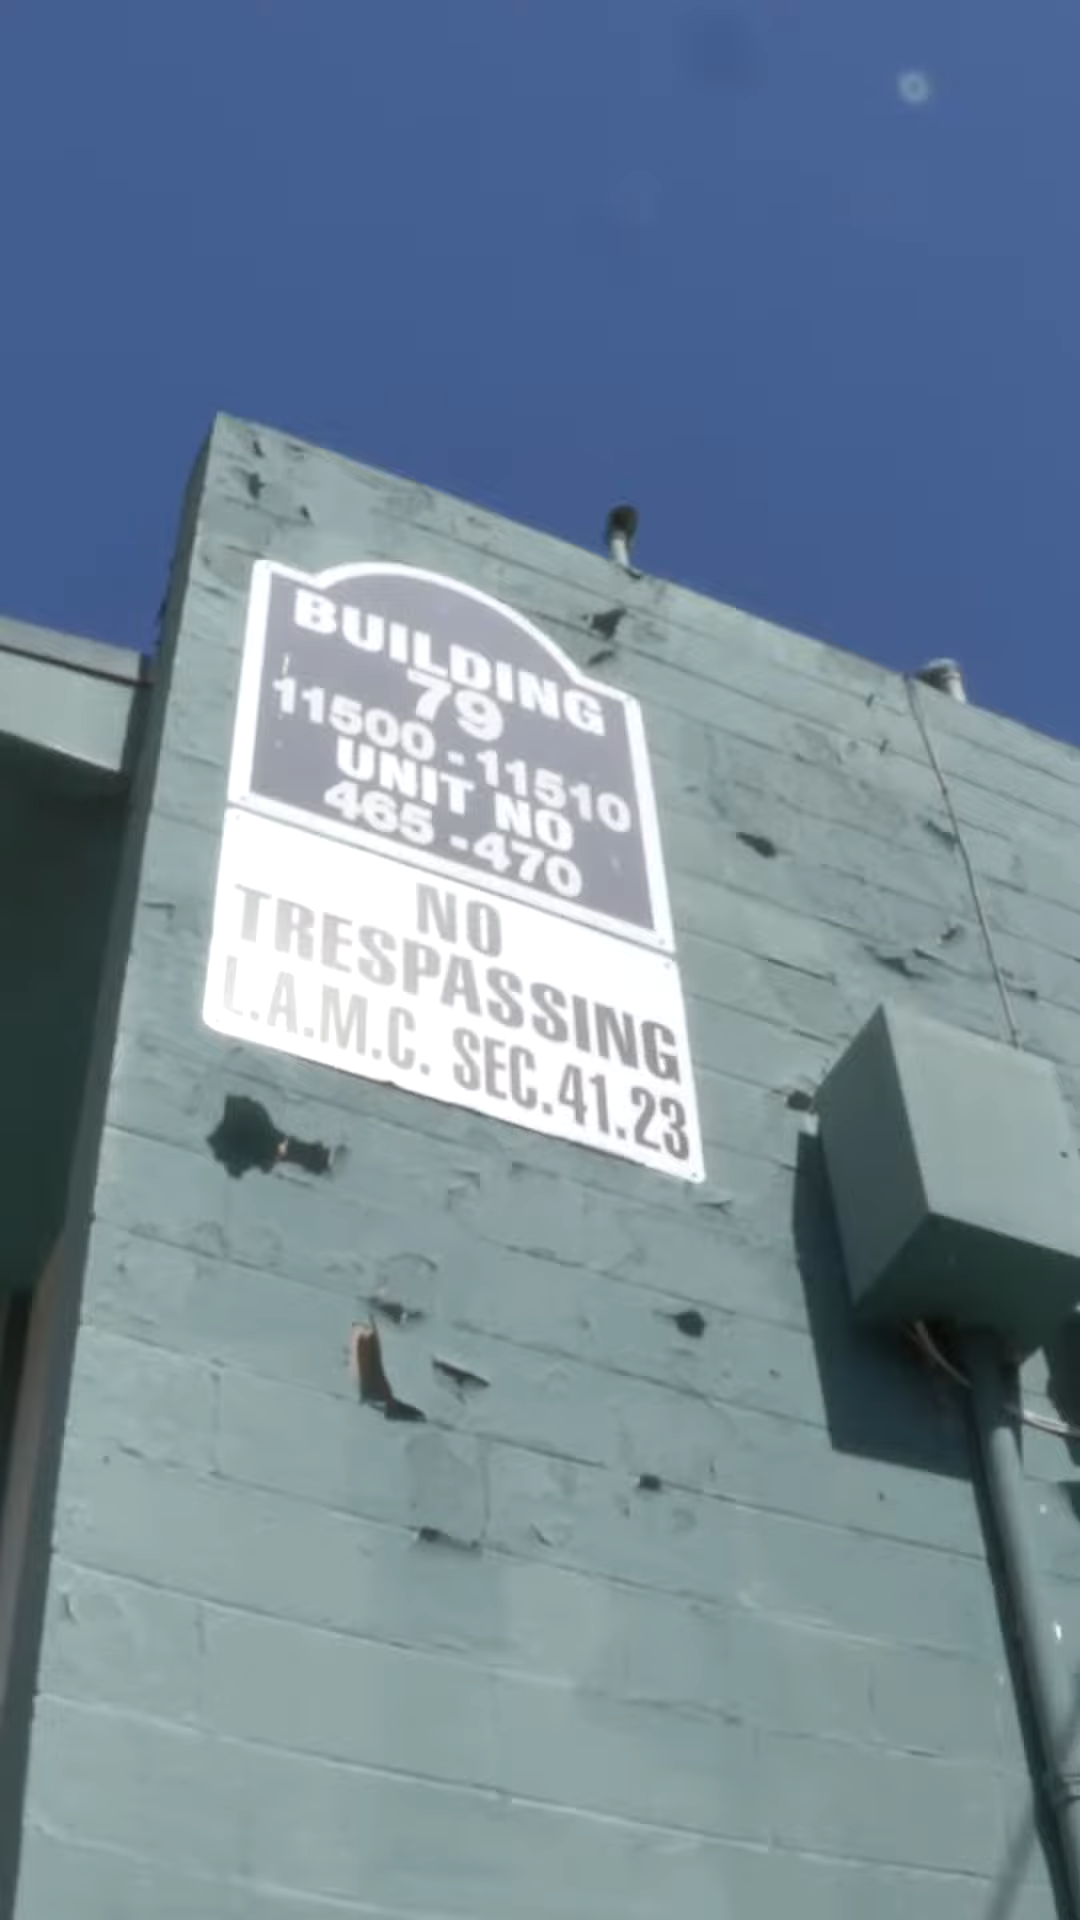 BUILDING
79
11500 - 11510
UNIT NO
465 - 470
NO
TRESPASSING
L.A.M.C. SEC. 41.23